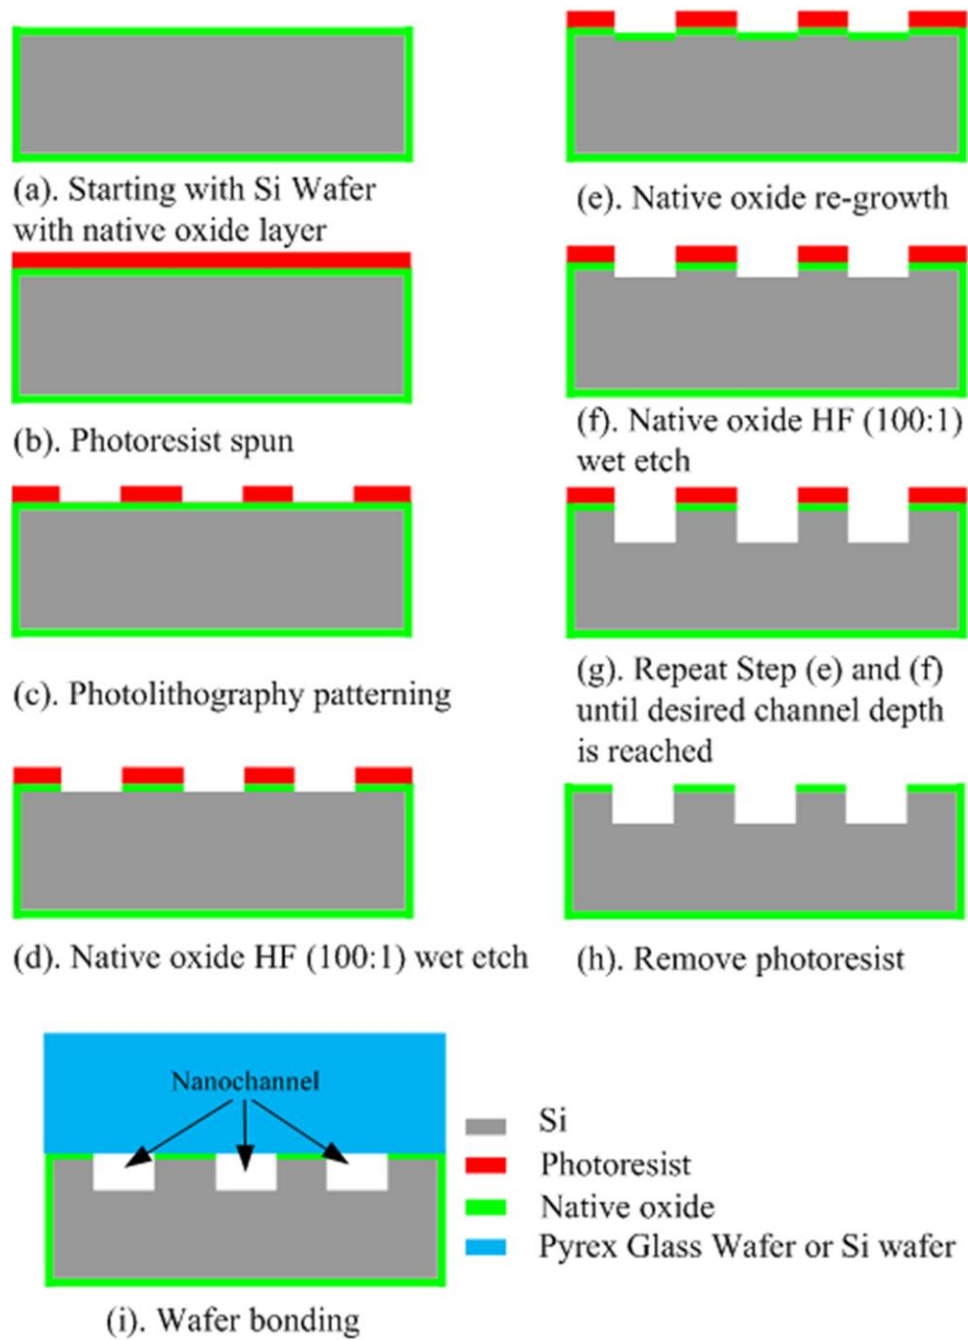 (a). Starting with Si Wafer
with native oxide layer
(b). Photoresist spun
(c). Photolithography patterning
(d). Native oxide HF (100:1) wet etch
(e). Native oxide re-growth
(f). Native oxide HF (100:1)
wet etch
(g). Repeat Step (e) and (f)
until desired channel depth
is reached
(h). Remove photoresist
Nanochannel
(i). Wafer bonding
Si
Photoresist
Native oxide
Pyrex Glass Wafer or Si wafer